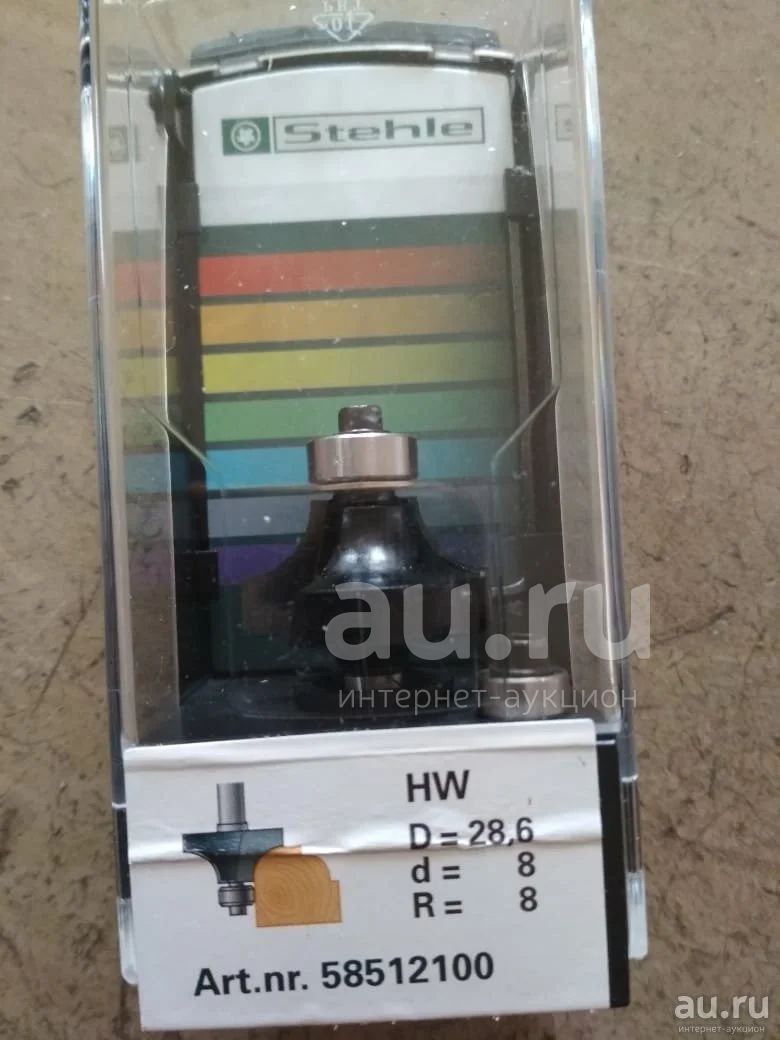 Stehle
au.ru
интернет-аукцион
HW
D = 28,6
d = 8
R = 8
Art.nr. 58512100
au.ru
интернет-аукцион